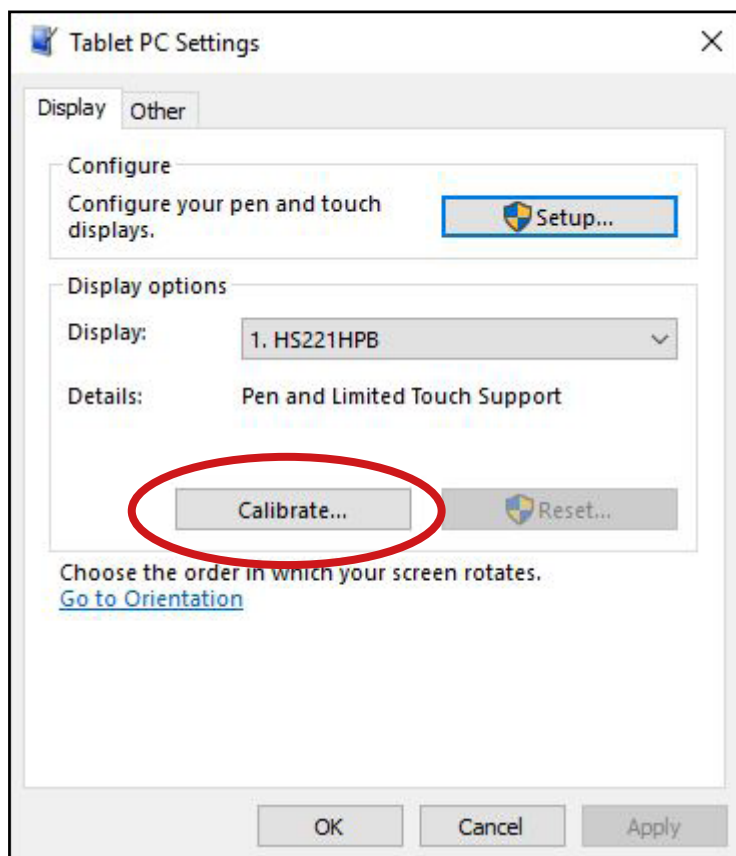 Tablet PC Settings
Display
Other
Configure
Configure your pen and touch
displays.
Setup...
Display options
Display:
1. HS221HPB
Details:
Pen and Limited Touch Support
Calibrate...
Reset...
Choose the order in which your screen rotates.
Go to Orientation
OK
Cancel
Apply